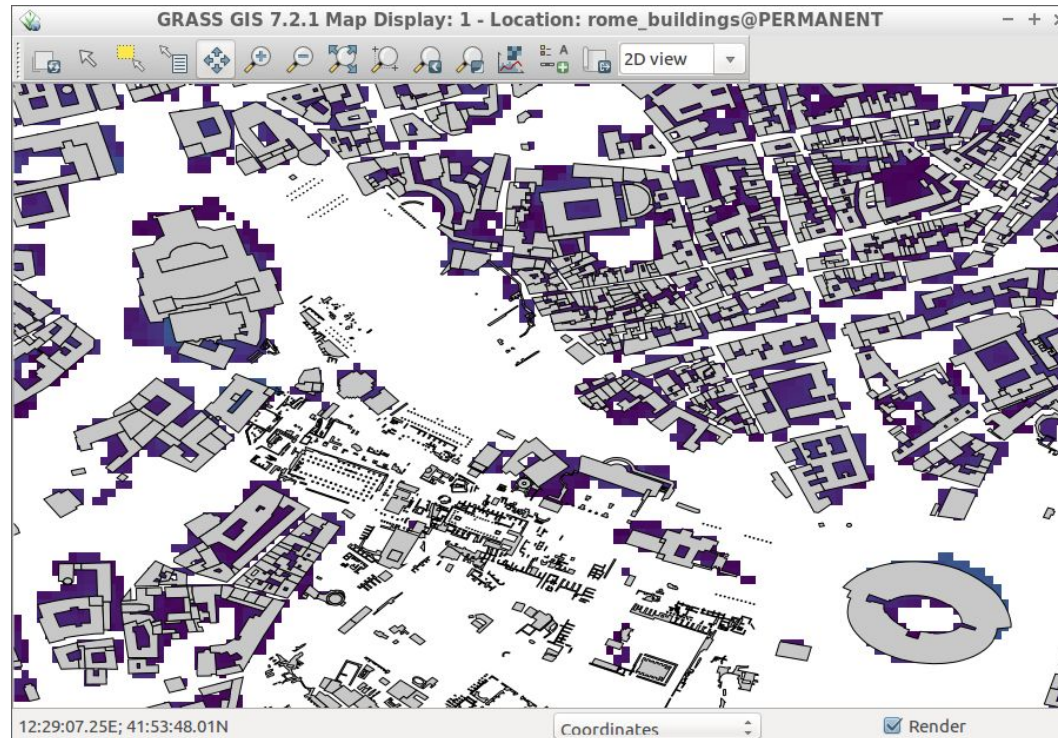 GRASS GIS 7.2.1 Map Display: 1 - Location: rome_buildings@PERMANENT
2D view
12:29:07.25E; 41:53:48.01N
Coordinates
Render